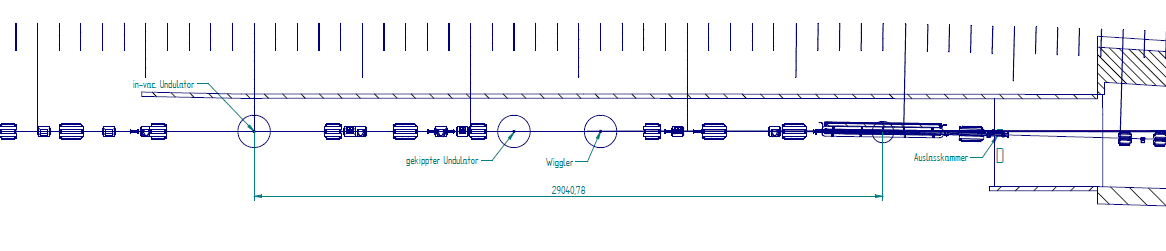 in-vac. Undulator
gekippter Undulator
Wiggler
Auslasskammer
29040,78